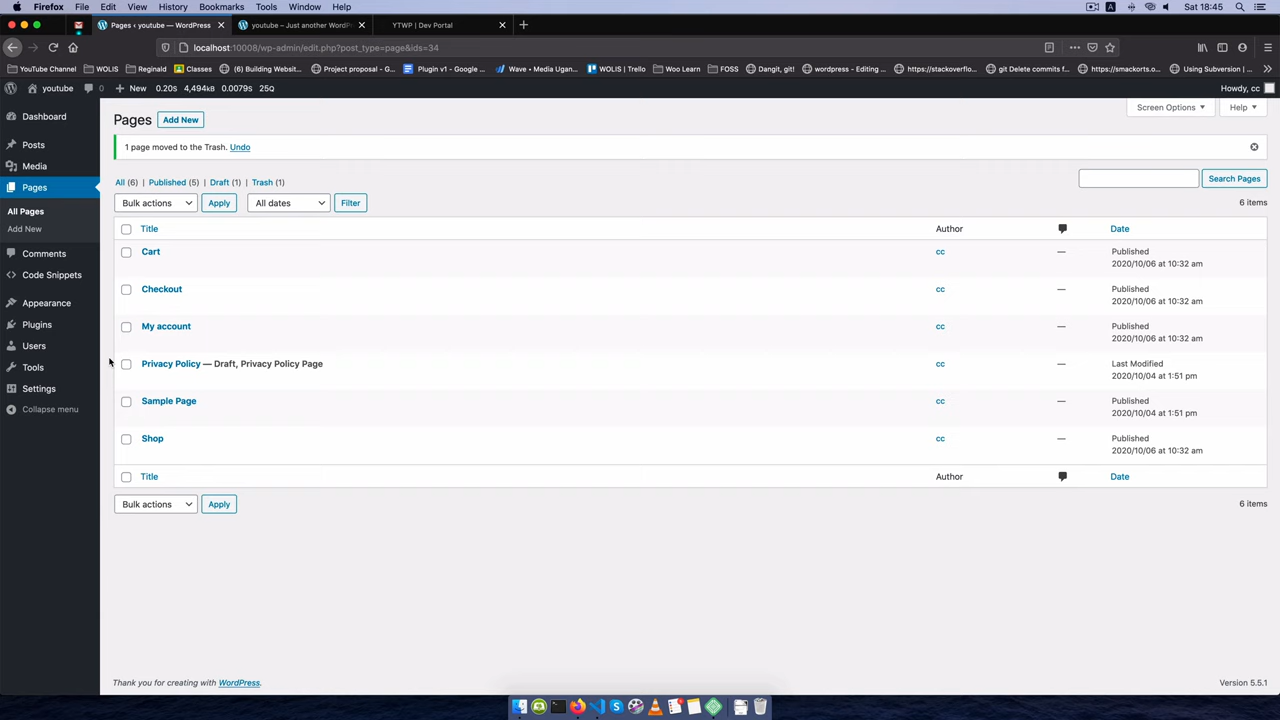 Firefox File Edit View History Bookmarks Tools Window Help Sat 18:45
Pages ‹ youtube — WordPress youtube – Just another WordP YTWP | Dev Portal
localhost:10008/wp-admin/edit.php?post_type=page&ids=34
YouTube Channel WOLIS Reginald Classes (6) Building Websit... Project proposal - G... Plugin v1 - Google ... Wave • Media Ugan... WOLIS | Trello Woo Learn FOSS Dangit, git! wordpress - Editing ... https://stackoverflo... git Delete commits f... https://smackorts.o... Using Subversion | ...
youtube 0 New 0.20s 4,494kB 0.0079s 25Q Howdy, cc
Screen Options Help
Dashboard
Posts
Media
Pages
All Pages
Add New
Comments
Code Snippets
Appearance
Plugins
Users
Tools
Settings
Collapse menu
Pages Add New
1 page moved to the Trash. Undo
All (6) | Published (5) | Draft (1) | Trash (1)
Search Pages
Bulk actions Apply All dates Filter 6 items
Title Author Date
Cart cc — Published
2020/10/06 at 10:32 am
Checkout cc — Published
2020/10/06 at 10:32 am
My account cc — Published
2020/10/06 at 10:32 am
Privacy Policy — Draft, Privacy Policy Page cc — Last Modified
2020/10/04 at 1:51 pm
Sample Page cc — Published
2020/10/04 at 1:51 pm
Shop cc — Published
2020/10/06 at 10:32 am
Title Author Date
Bulk actions Apply 6 items
Thank you for creating with WordPress. Version 5.5.1